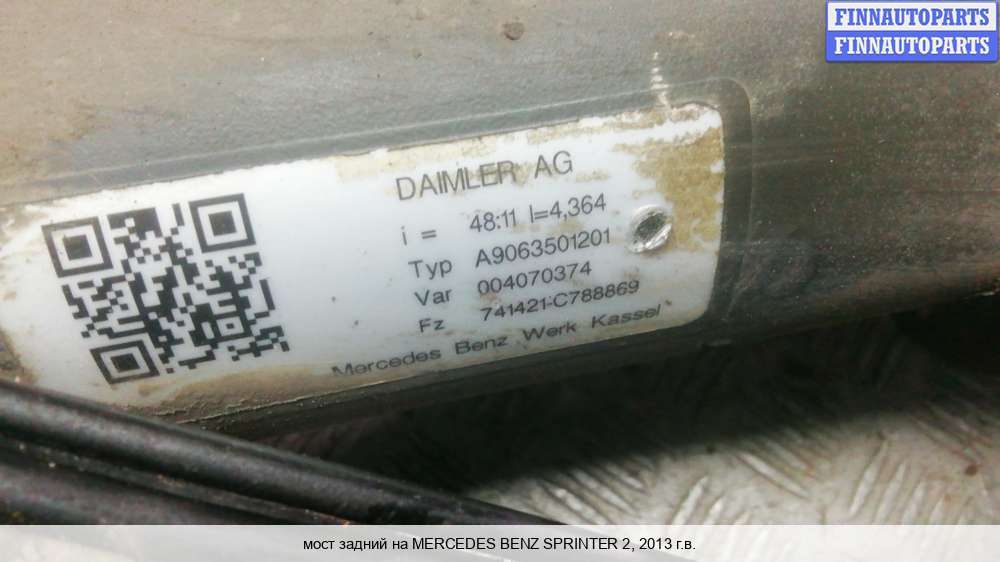 FINNAUTOPARTS
FINNAUTOPARTS
DAIMLER AG
i = 48:11 I=4,364
Typ A9063501201
Var 004070374
Fz 741421-C788869
Mercedes Benz Werk Kassel
мост задний на MERCEDES BENZ SPRINTER 2, 2013 г.в.